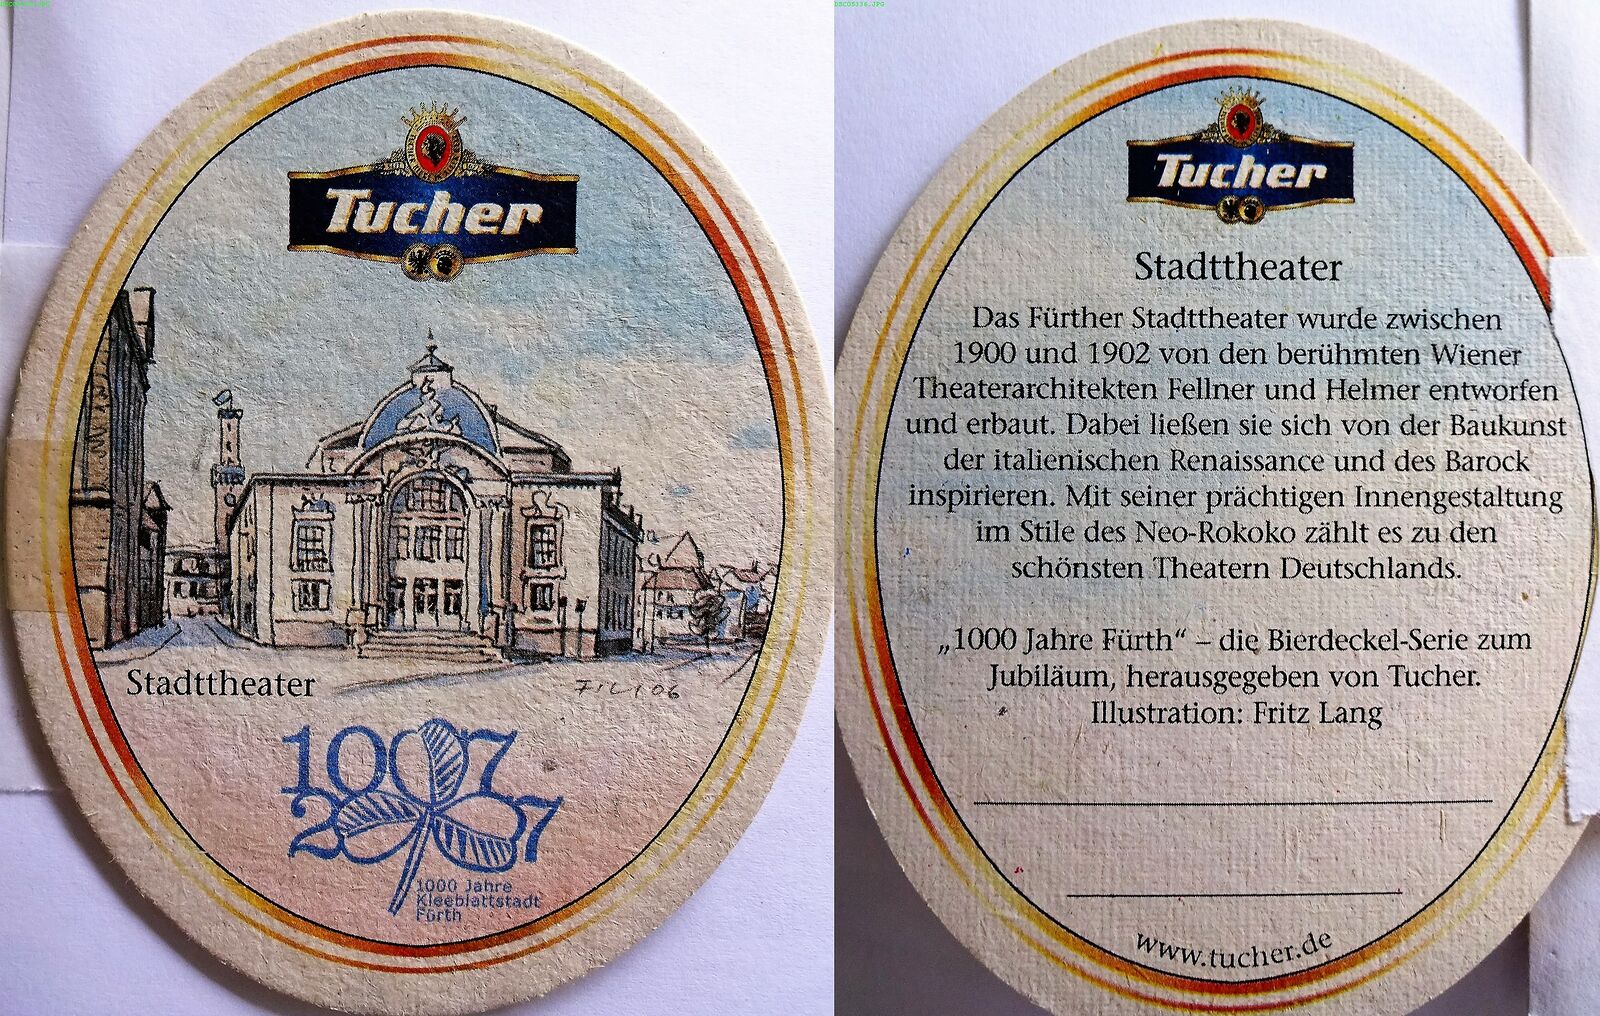 Tucher
Stadttheater
1007
2007
1000 Jahre
Kleeblattstadt
Fürth
DSC05336.JPG
Tucher
Stadttheater
Das Fürther Stadttheater wurde zwischen
1900 und 1902 von den berühmten Wiener
Theaterarchitekten Fellner und Helmer entworfen
und erbaut. Dabei ließen sie sich von der Baukunst
der italienischen Renaissance und des Barock
inspirieren. Mit seiner prächtigen Innengestaltung
im Stile des Neo-Rokoko zählt es zu den
schönsten Theatern Deutschlands.
„1000 Jahre Fürth“ – die Bierdeckel-Serie zum
Jubiläum, herausgegeben von Tucher.
Illustration: Fritz Lang
www.tucher.de